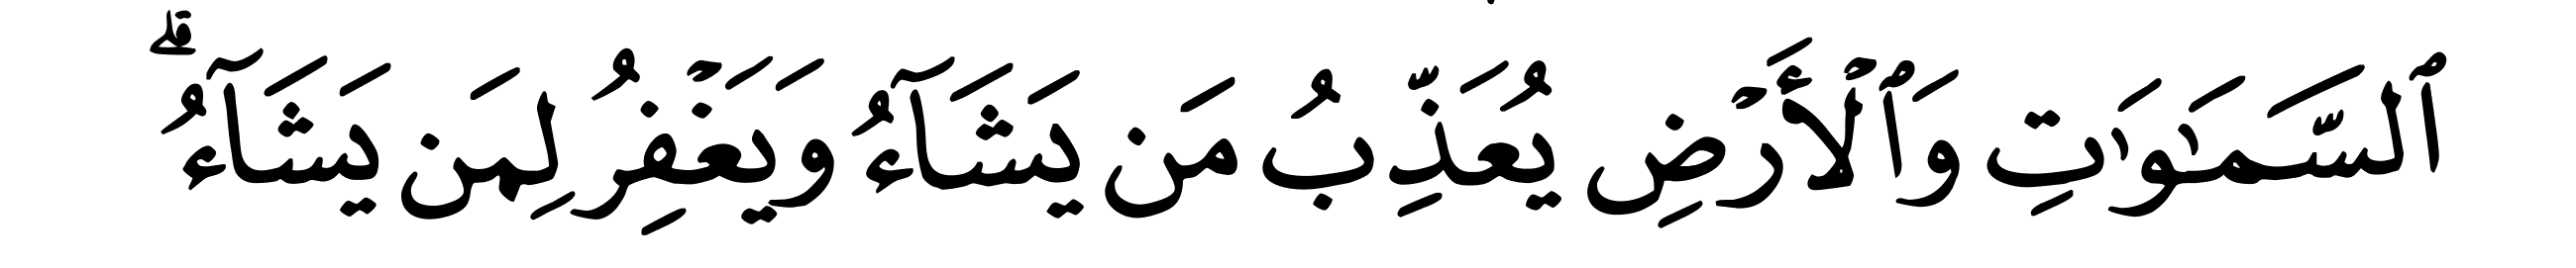 ٱلسَّمَـٰوَٰتِ وَٱلْأَرْضِ يُعَذِّبُ مَن يَشَآءُ وَيَغْفِرُ لِمَن يَشَآءُ ۗ